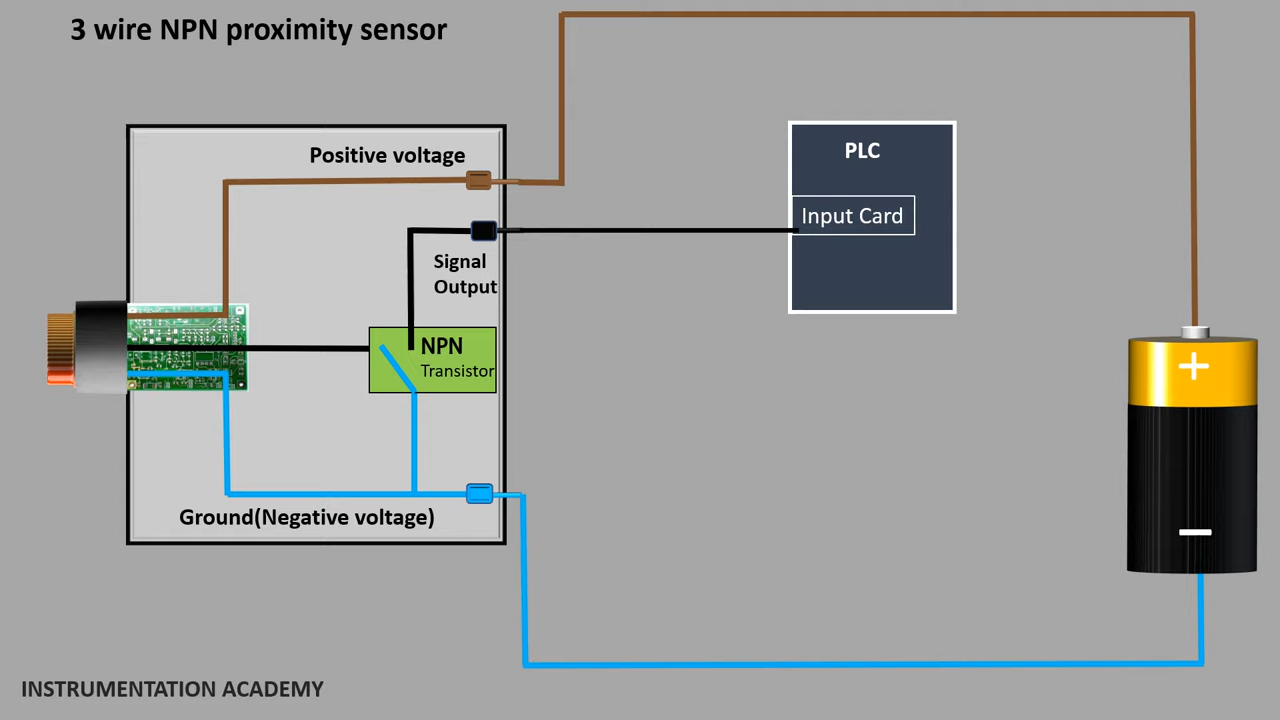 3 wire NPN proximity sensor
Positive voltage
PLC
Input Card
Signal
Output
NPN
Transistor
+
Ground(Negative voltage)
INSTRUMENTATION ACADEMY